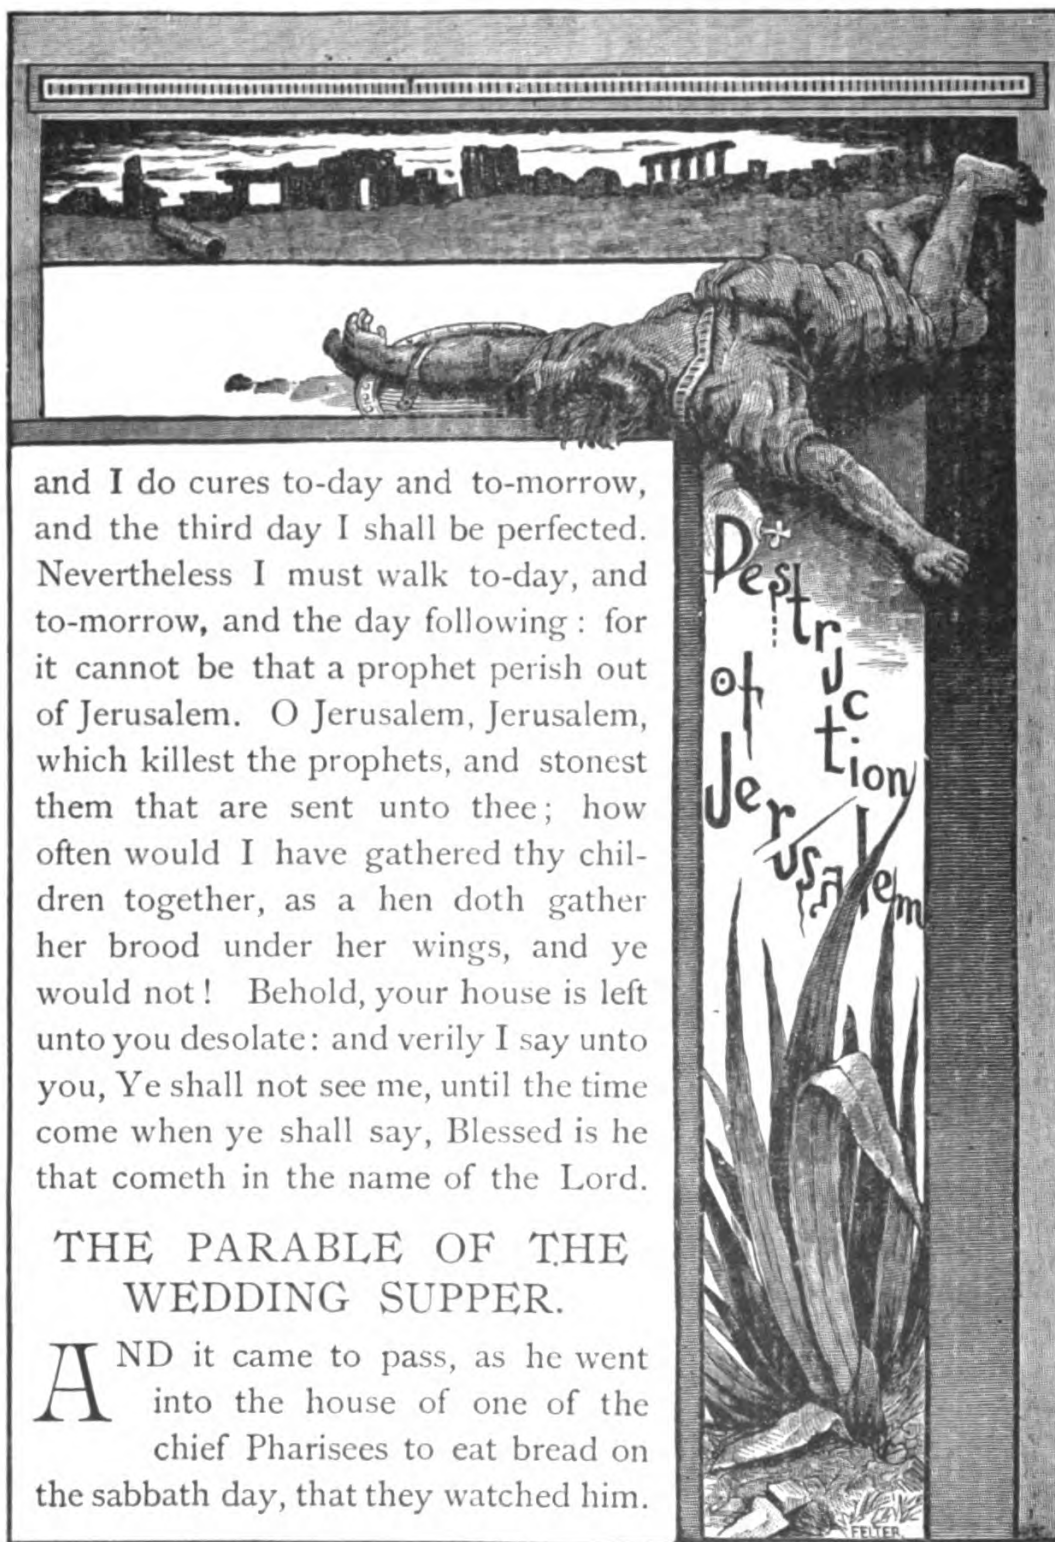 and I do cures to-day and to-morrow,
and the third day I shall be perfected.
Nevertheless I must walk to-day, and
to-morrow, and the day following : for
it cannot be that a prophet perish out
of Jerusalem. O Jerusalem, Jerusalem,
which killest the prophets, and stonest
them that are sent unto thee ; how
often would I have gathered thy chil-
dren together, as a hen doth gather
her brood under her wings, and ye
would not ! Behold, your house is left
unto you desolate : and verily I say unto
you, Ye shall not see me, until the time
come when ye shall say, Blessed is he
that cometh in the name of the Lord.
THE PARABLE OF THE
WEDDING SUPPER.
AND it came to pass, as he went
into the house of one of the
chief Pharisees to eat bread on
the sabbath day, that they watched him.
Destruction
of
Jerusalem
FELTER.